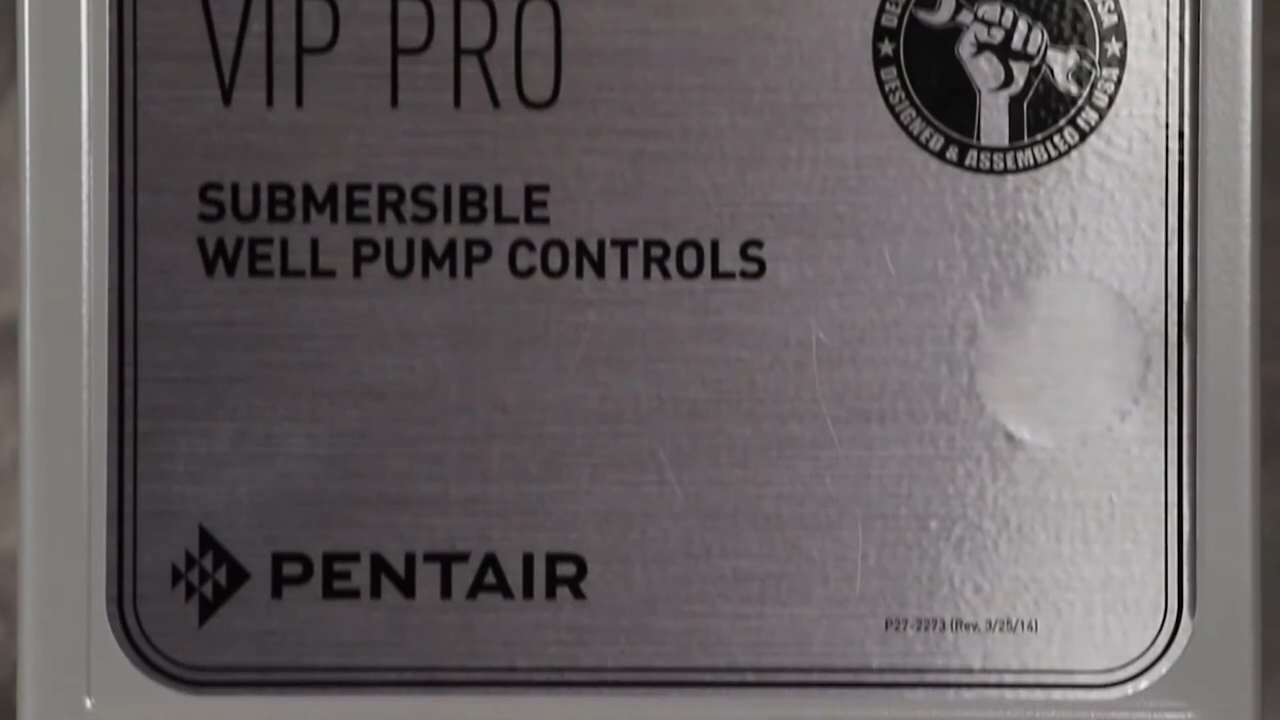 VIP PRO
DESIGNED & ASSEMBLED IN USA
SUBMERSIBLE
WELL PUMP CONTROLS
PENTAIR
P27-2273 (Rev. 3/25/14)